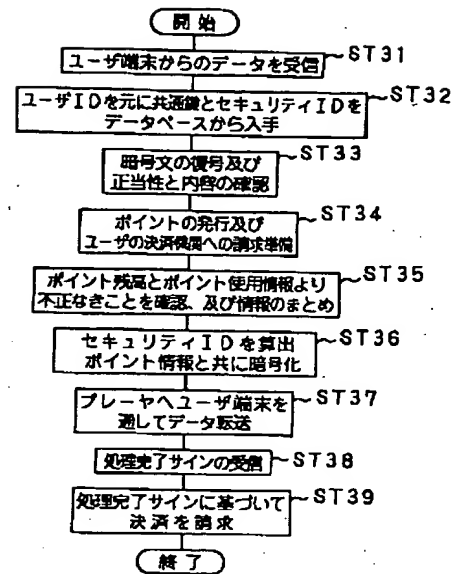 開始
ユーザ端末からのデータを受信
ST31
ユーザIDを元に共通鍵とセキュリティIDを
データベースから入手
ST32
暗号文の復号及び
正当性と内容の確認
ST33
ポイントの発行及び
ユーザの決済機関への請求準備
ST34
ポイント残高とポイント使用情報より
不正なきことを確認、及び情報のまとめ
ST35
セキュリティIDを算出
ポイント情報と共に暗号化
ST36
プレーヤへユーザ端末を
通してデータ転送
ST37
処理完了サインの受信
ST38
処理完了サインに基づいて
決済を請求
ST39
終了